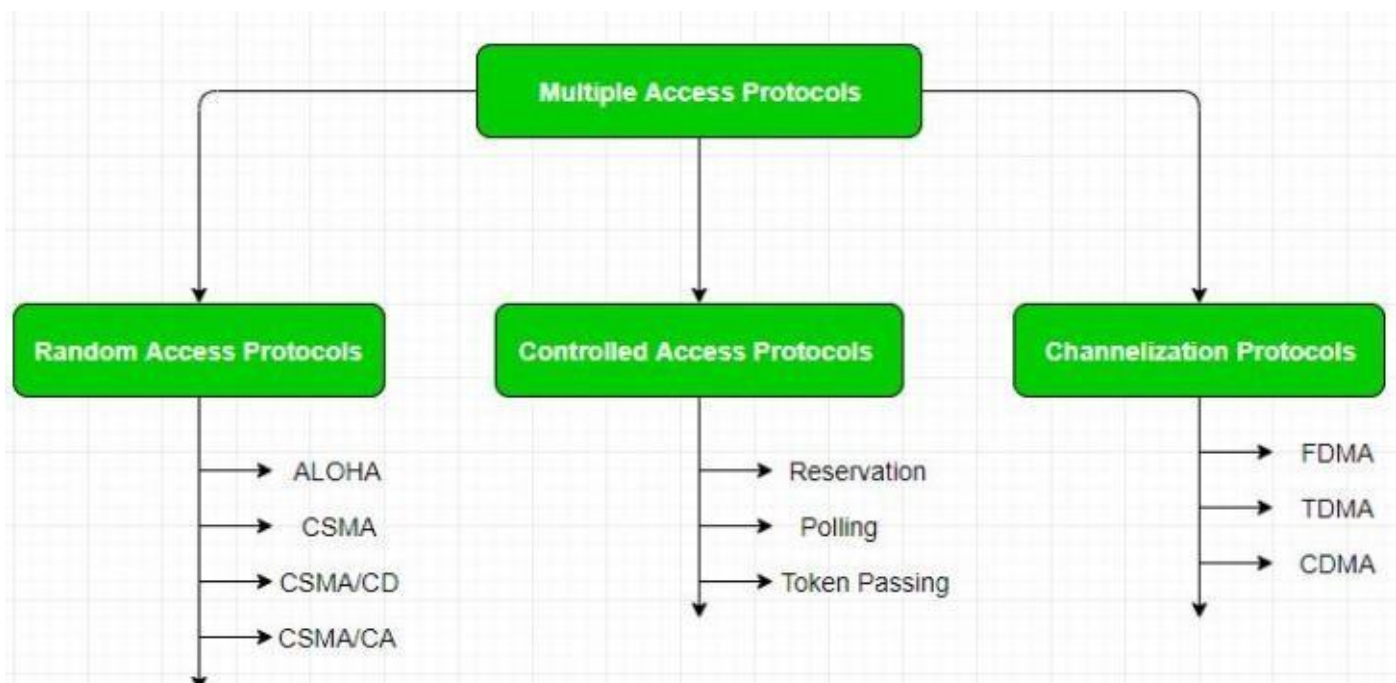 Multiple Access Protocols
Random Access Protocols
Controlled Access Protocols
Channelization Protocols
ALOHA
CSMA
CSMA/CD
CSMA/CA
Reservation
Polling
Token Passing
FDMA
TDMA
CDMA